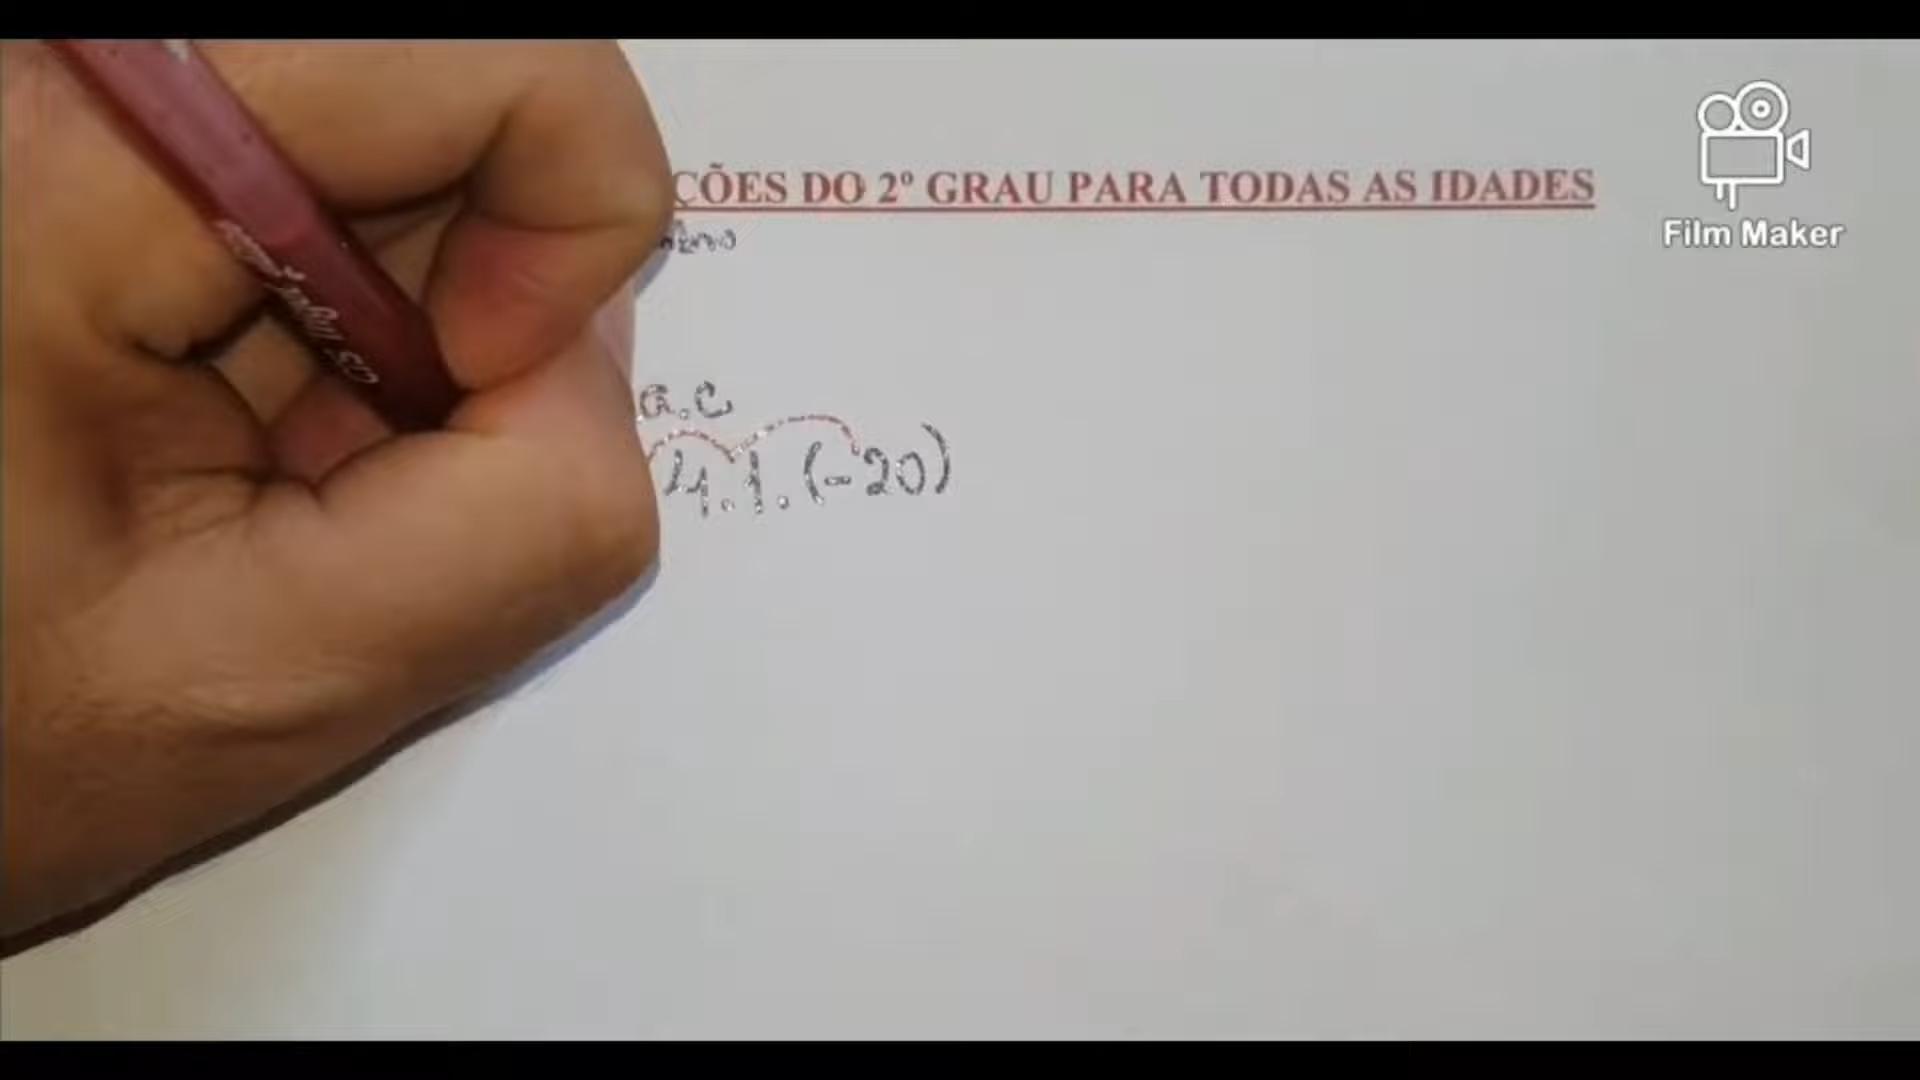 ÇÕES DO 2º GRAU PARA TODAS AS IDADES
Film Maker
a.c
4.1.(-20)